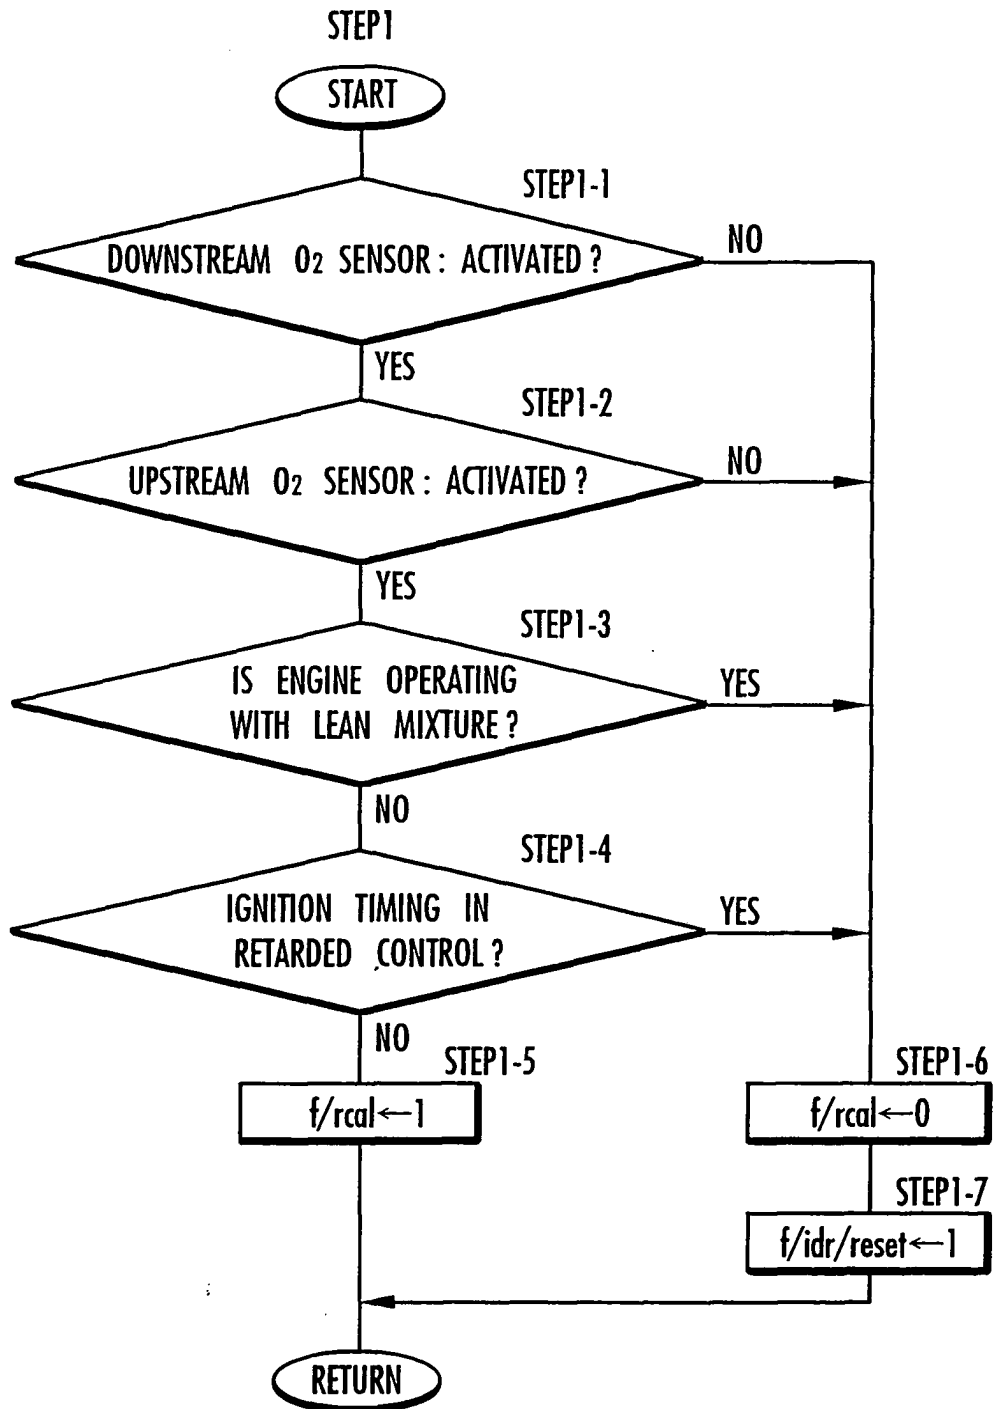 STEP1
START
STEP1-1
DOWNSTREAM O2 SENSOR : ACTIVATED ?
NO
YES
STEP1-2
UPSTREAM O2 SENSOR : ACTIVATED ?
NO
YES
STEP1-3
IS ENGINE OPERATING
WITH LEAN MIXTURE ?
YES
NO
STEP1-4
IGNITION TIMING IN
RETARDED CONTROL ?
YES
NO
STEP1-5
f/rcal←1
STEP1-6
f/rcal←0
STEP1-7
f/idr/reset←1
RETURN